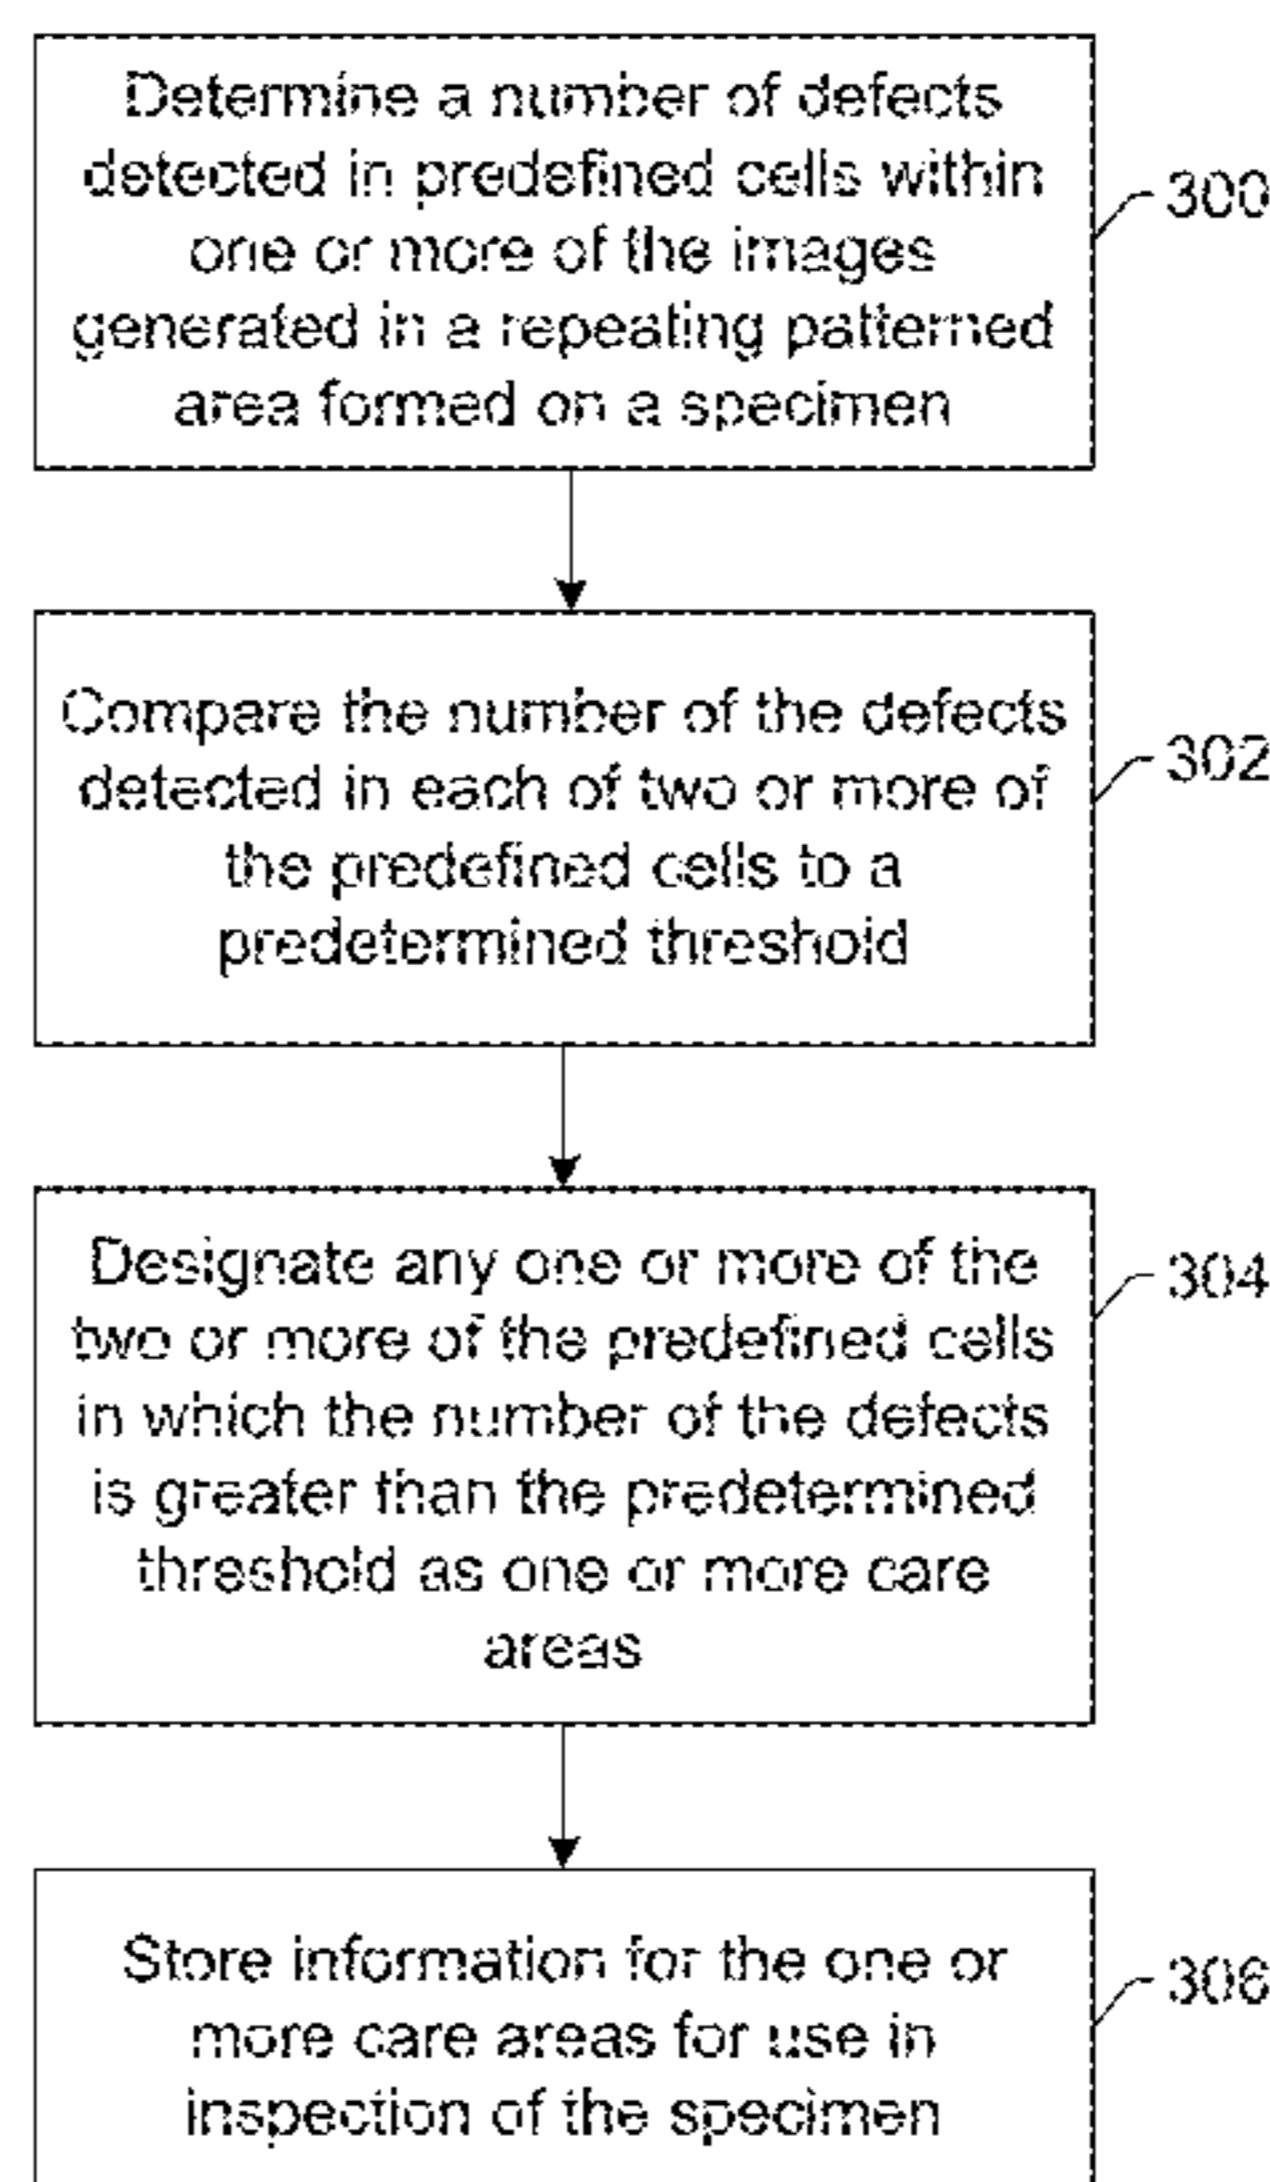 Determine a number of defects
detected in predefined cells within
one or more of the images
generated in a repeating patterned
area formed on a specimen
300
Compare the number of the defects
detected in each of two or more of
the predefined cells to a
predetermined threshold
302
Designate any one or more of the
two or more of the predefined cells
in which the number of the defects
is greater than the predetermined
threshold as one or more care
areas
304
Store information for the one or
more care areas for use in
inspection of the specimen
306